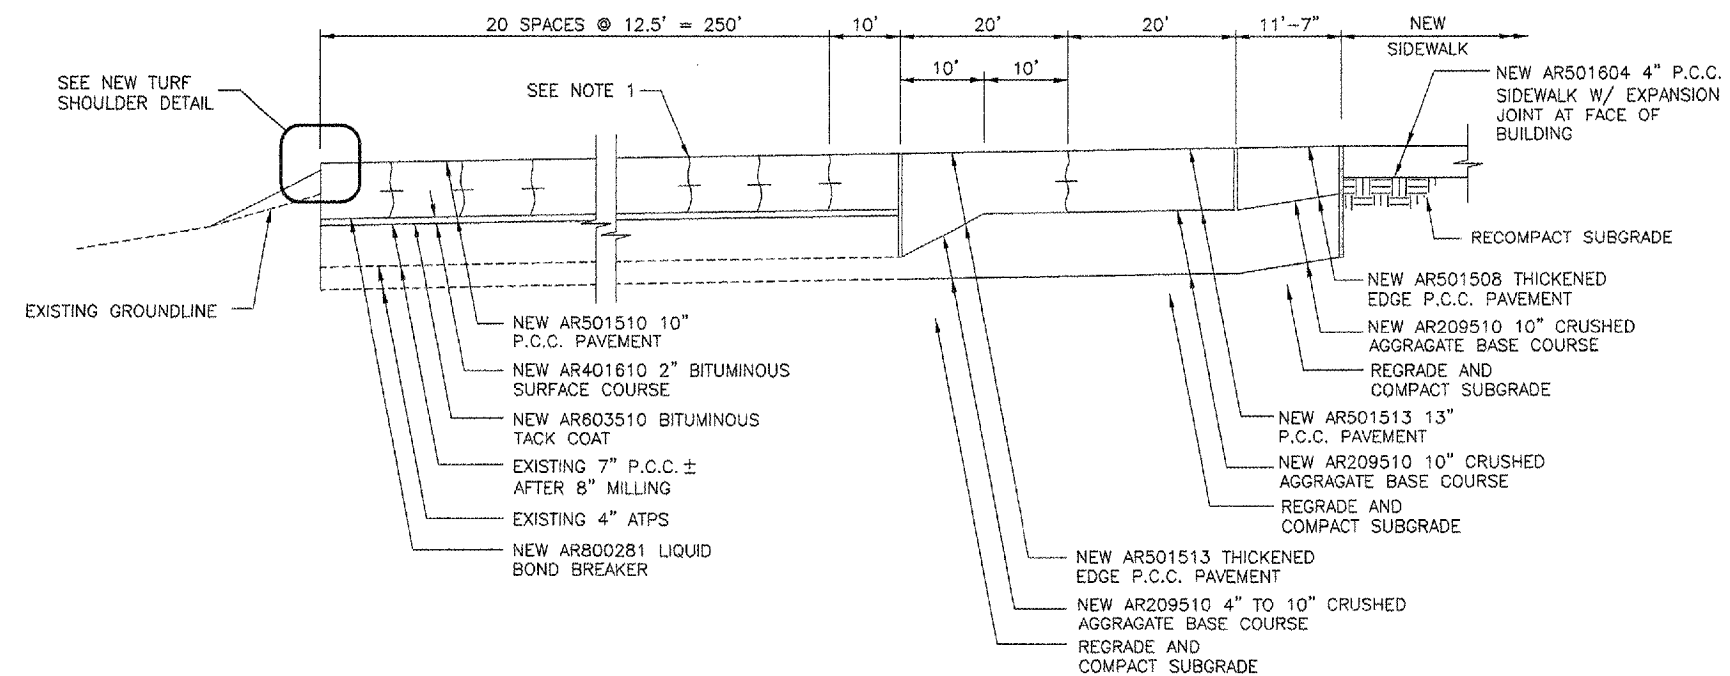 20 SPACES @ 12.5' = 250'
10'
20'
20'
11'-7"
NEW
SIDEWALK
10'
10'
SEE NEW TURF
SHOULDER DETAIL
SEE NOTE 1
NEW AR501604 4" P.C.C.
SIDEWALK W/ EXPANSION
JOINT AT FACE OF
BUILDING
RECOMPACT SUBGRADE
EXISTING GROUNDLINE
NEW AR501508 THICKENED
EDGE P.C.C. PAVEMENT
NEW AR209510 10" CRUSHED
AGGRAGATE BASE COURSE
REGRADE AND
COMPACT SUBGRADE
NEW AR501510 10"
P.C.C. PAVEMENT
NEW AR401610 2" BITUMINOUS
SURFACE COURSE
NEW AR603510 BITUMINOUS
TACK COAT
EXISTING 7" P.C.C. ±
AFTER 8" MILLING
EXISTING 4" ATPS
NEW AR800281 LIQUID
BOND BREAKER
NEW AR501513 13"
P.C.C. PAVEMENT
NEW AR209510 10" CRUSHED
AGGRAGATE BASE COURSE
REGRADE AND
COMPACT SUBGRADE
NEW AR501513 THICKENED
EDGE P.C.C. PAVEMENT
NEW AR209510 4" TO 10" CRUSHED
AGGRAGATE BASE COURSE
REGRADE AND
COMPACT SUBGRADE